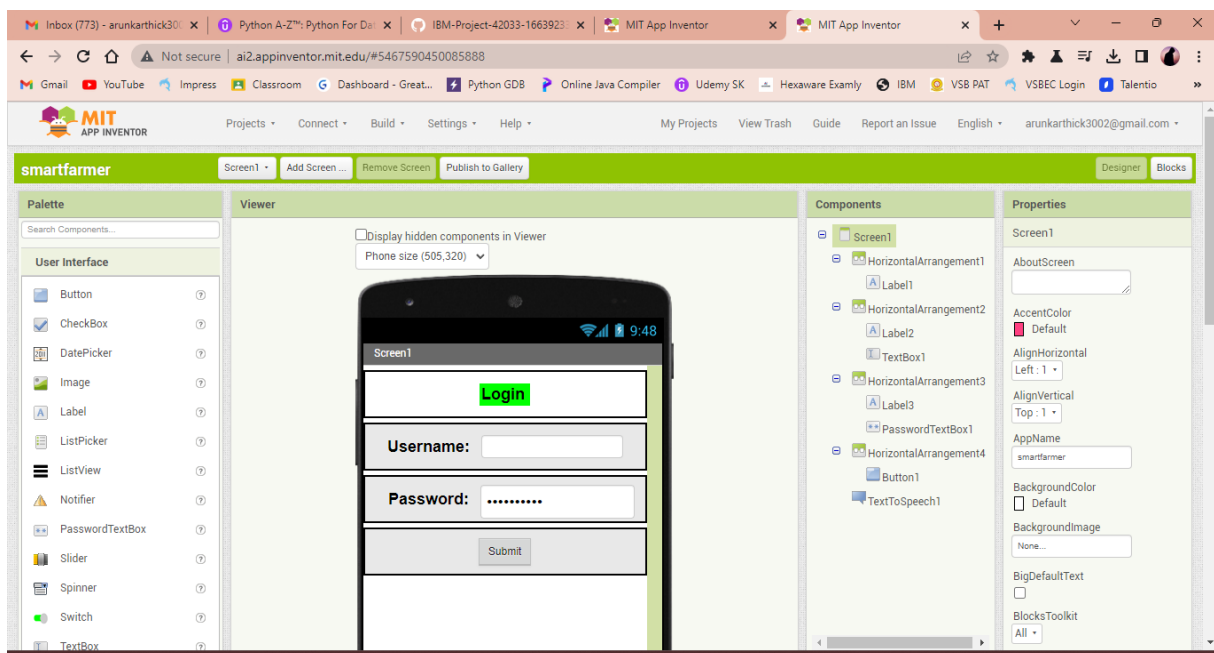 Inbox (773) - arunkarthick300 Python A-Z™: Python For Dat IBM-Project-42033-16639233 MIT App Inventor MIT App Inventor
Not secure ai2.appinventor.mit.edu/#5467590450085888
Gmail YouTube Impress Classroom Dashboard - Great... Python GDB Online Java Compiler Udemy SK Hexaware Examly IBM VSB PAT VSBEC Login Talentio »
MIT
APP INVENTOR
Projects Connect Build Settings Help My Projects View Trash Guide Report an Issue English arunkarthick3002@gmail.com
smartfarmer Screen1 Add Screen ... Remove Screen Publish to Gallery Designer Blocks
Palette
Search Components...
User Interface
Button
CheckBox
DatePicker
Image
Label
ListPicker
ListView
Notifier
PasswordTextBox
Slider
Spinner
Switch
TextBox
Viewer
Display hidden components in Viewer
Phone size (505,320)
9:48
Screen1
Login
Username:
Password: ••••••••••
Submit
Components
Screen1
HorizontalArrangement1
Label1
HorizontalArrangement2
Label2
TextBox1
HorizontalArrangement3
Label3
PasswordTextBox1
HorizontalArrangement4
Button1
TextToSpeech1
Properties
Screen1
AboutScreen
AccentColor
Default
AlignHorizontal
Left : 1
AlignVertical
Top : 1
AppName
smartfarmer
BackgroundColor
Default
BackgroundImage
None...
BigDefaultText
BlocksToolkit
All